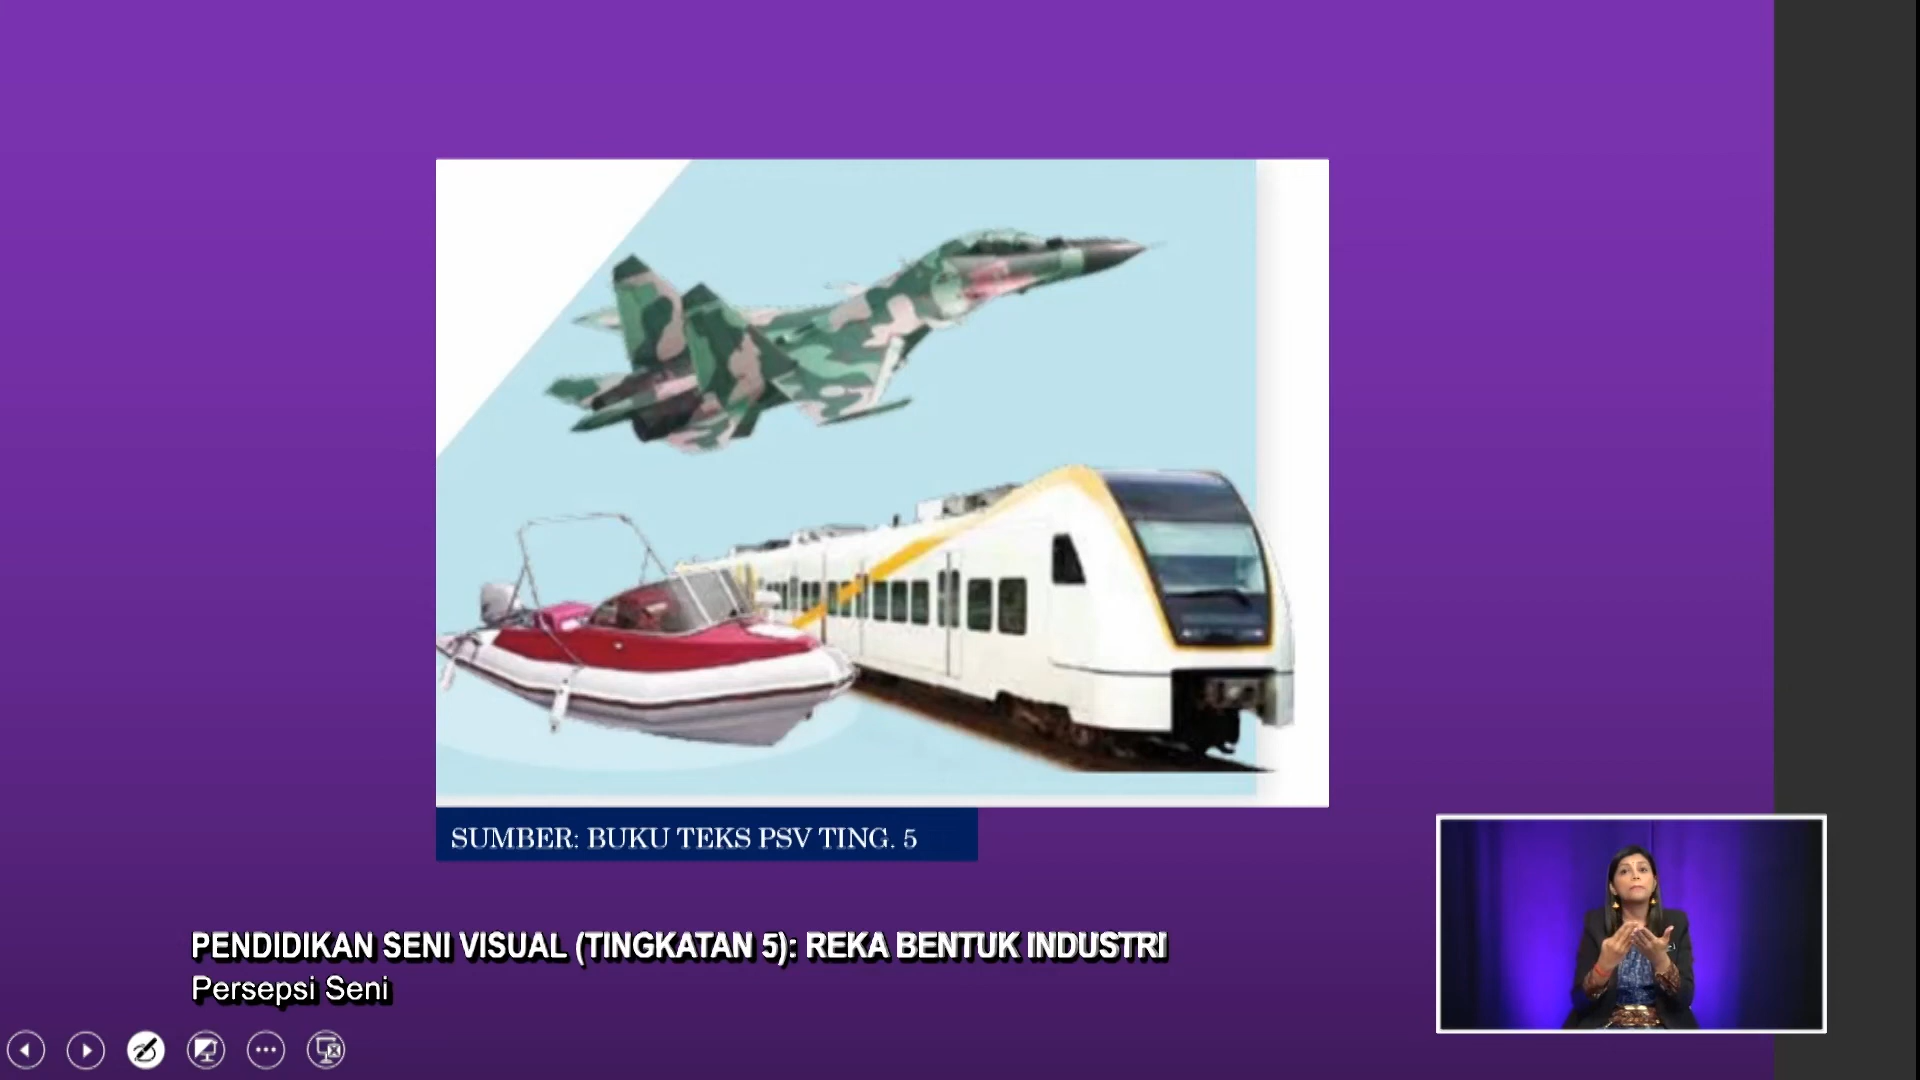 SUMBER: BUKU TEKS PSV TING. 5
PENDIDIKAN SENI VISUAL (TINGKATAN 5): REKA BENTUK INDUSTRI
Persepsi Seni